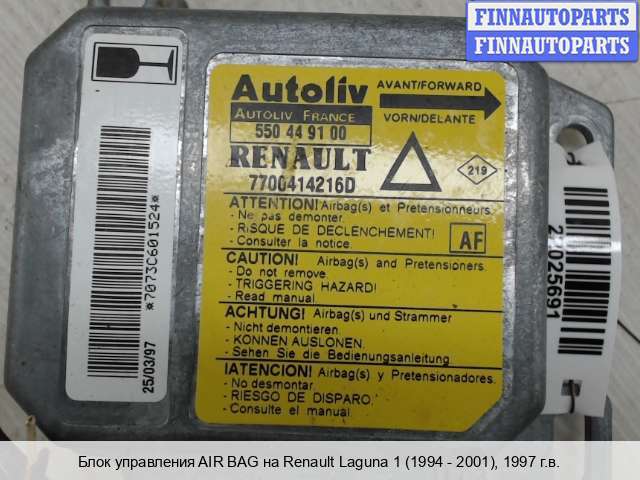 FINNAUTOPARTS
FINNAUTOPARTS
Autoliv
AUTOLIV FRANCE
550 44 91 00
RENAULT
7700414216D
AVANT/FORWARD
VORN/DELANTE
219
ATTENTION! Airbag(s) et Pretensionneurs.
- Ne pas demonter.
- RISQUE DE DECLENCHEMENT!
- Consulter la notice.
AF
CAUTION! Airbag(s) and Pretensioners.
- Do not remove
- TRIGGERING HAZARD!
- Read manual.
ACHTUNG! Airbag(s) und Strammer
- Nicht demontieren.
- KONNEN AUSLOSEN.
- Sehen Sie die Bedienungsanleitung.
¡ATENCION! Airbag(s) y Pretensionadores.
- No desmontar.
- RIESGO DE DISPARO.
- Consulte el manual.
*7073C601524*
25/03/97
Блок управления AIR BAG на Renault Laguna 1 (1994 - 2001), 1997 г.в.